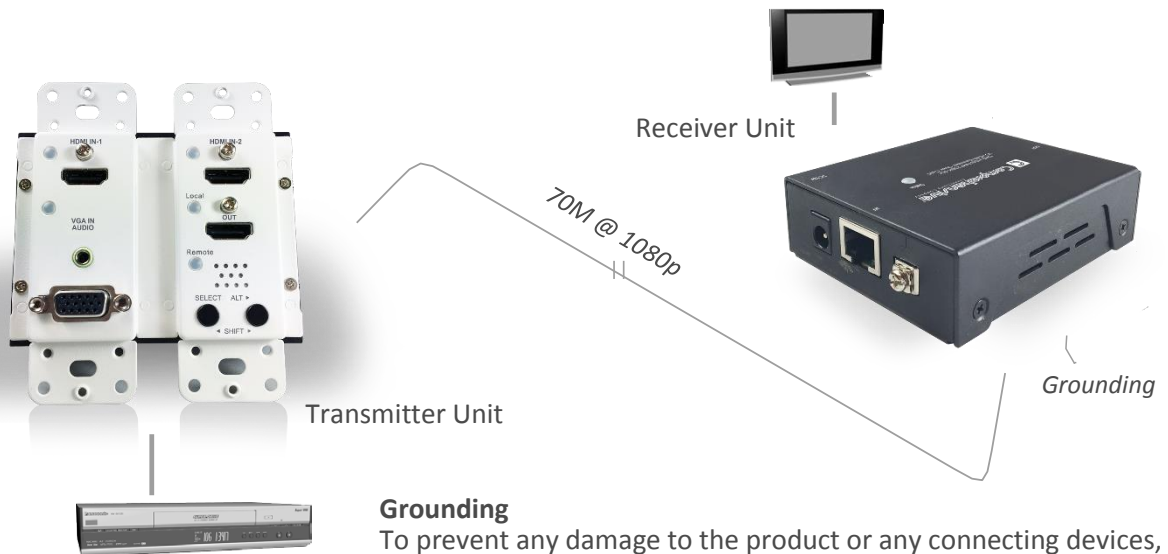 Receiver Unit
HDMI IN-1
HDMI IN-2
Local
OUT
VGA IN
AUDIO
Remote
SELECT ALT ►
◄ SHIFT ►
70M @ 1080p
Grounding
Transmitter Unit
Grounding
To prevent any damage to the product or any connecting devices,